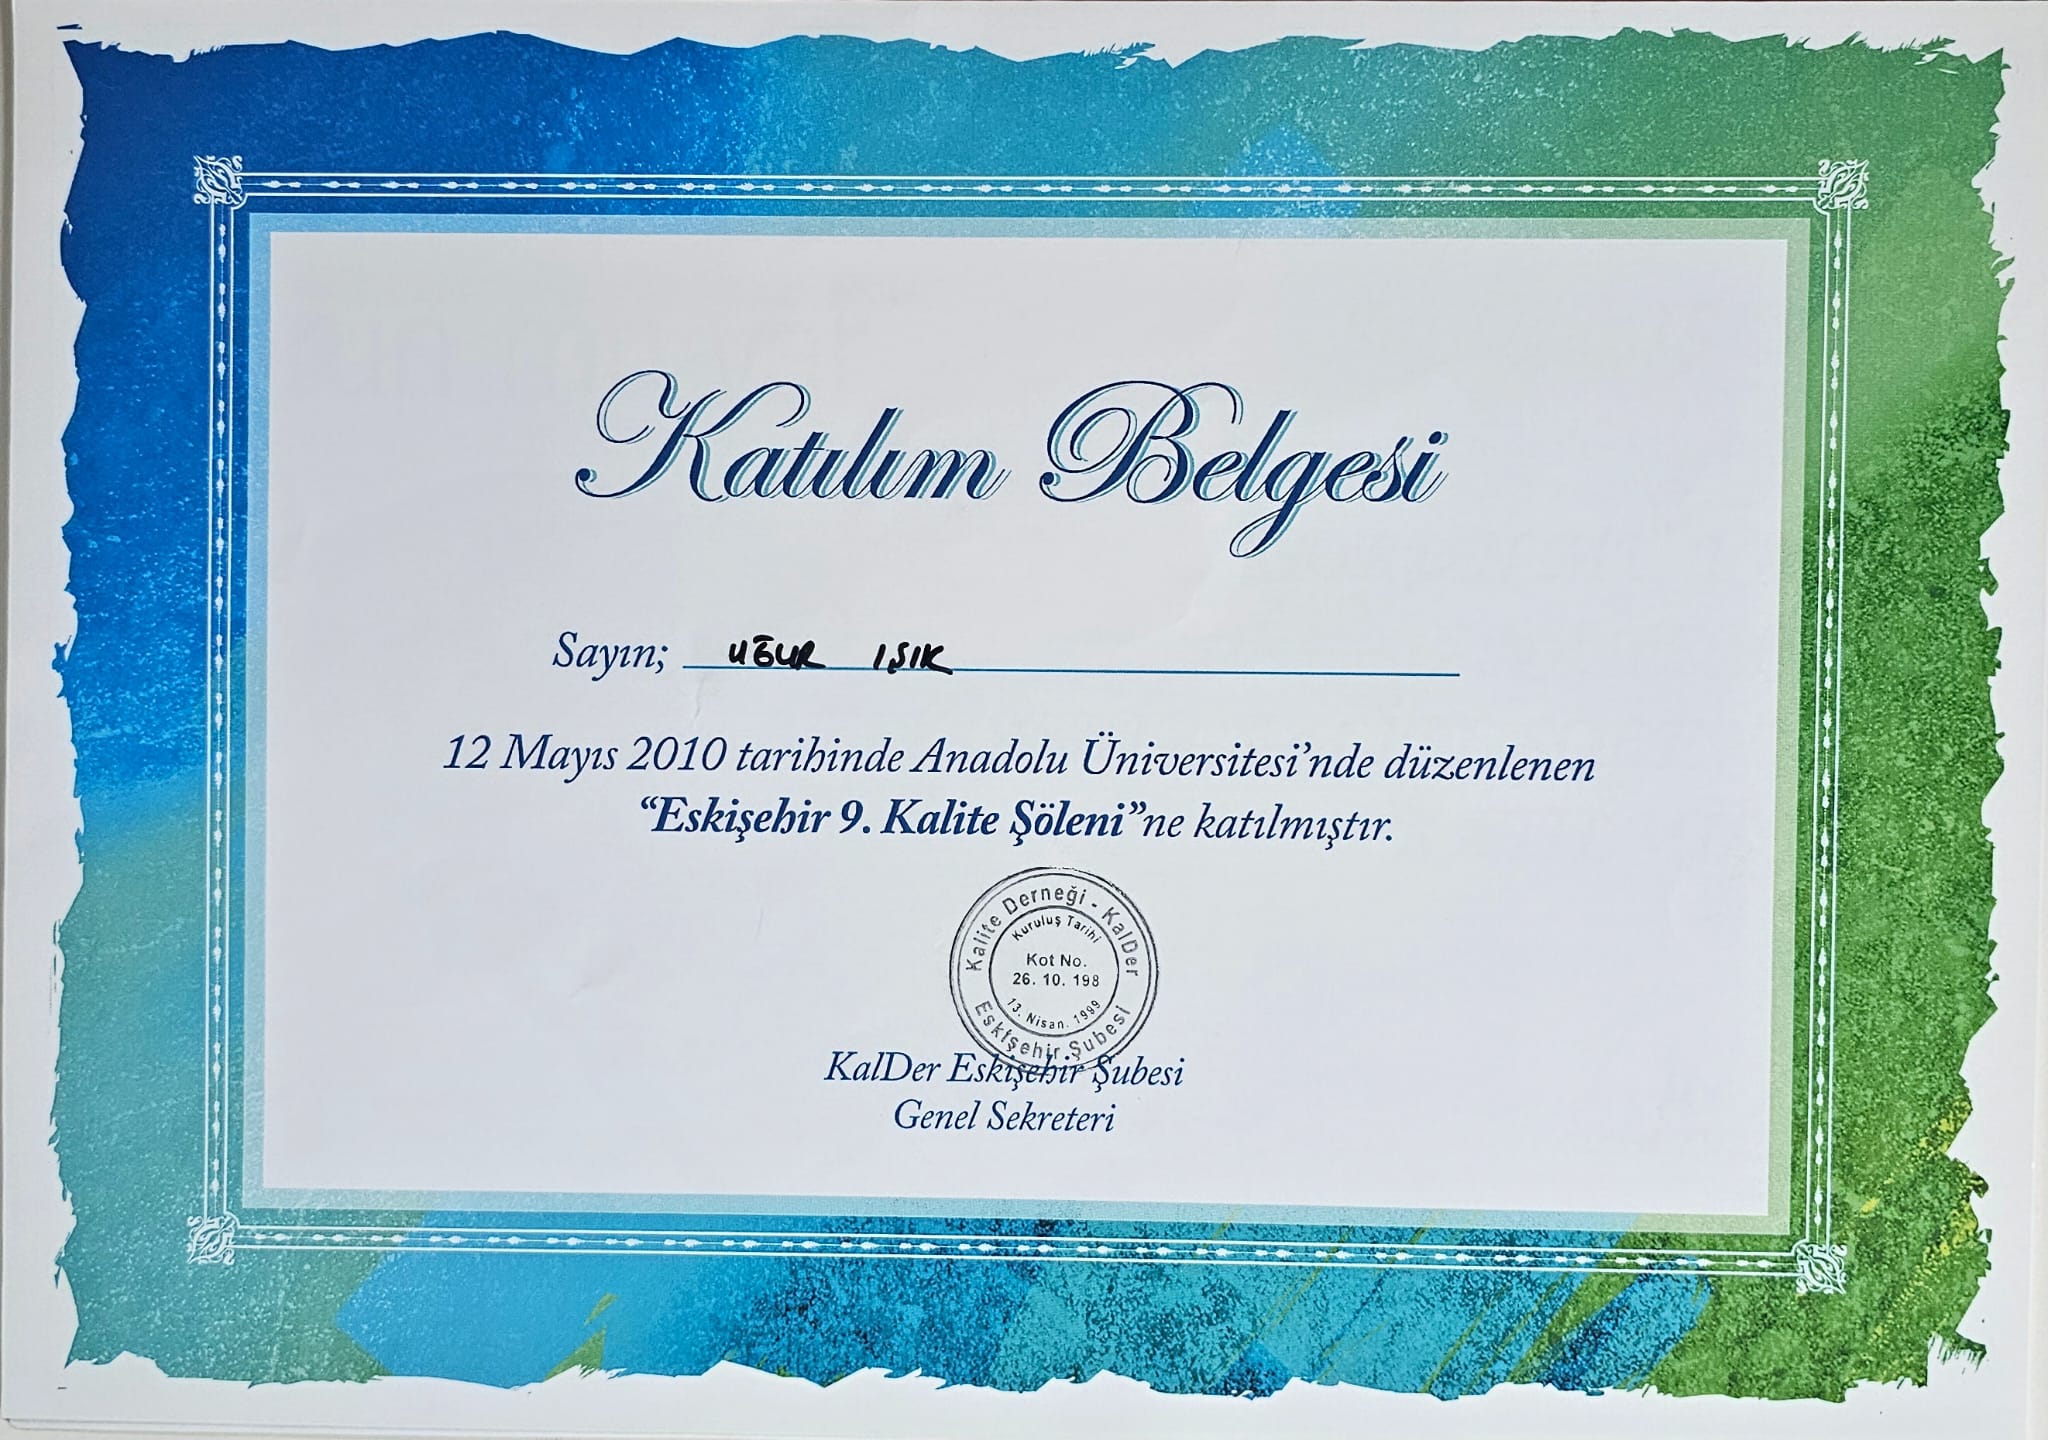 Katılım Belgesi
Sayın; UĞUR IŞIK
12 Mayıs 2010 tarihinde Anadolu Üniversitesi’nde düzenlenen
“Eskişehir 9. Kalite Şöleni”ne katılmıştır.
Kalite Derneği - KalDer
Kuruluş Tarihi
Kot No.
26. 10. 198
13. Nisan. 1999
Eskişehir Şubesi
KalDer Eskişehir Şubesi
Genel Sekreteri